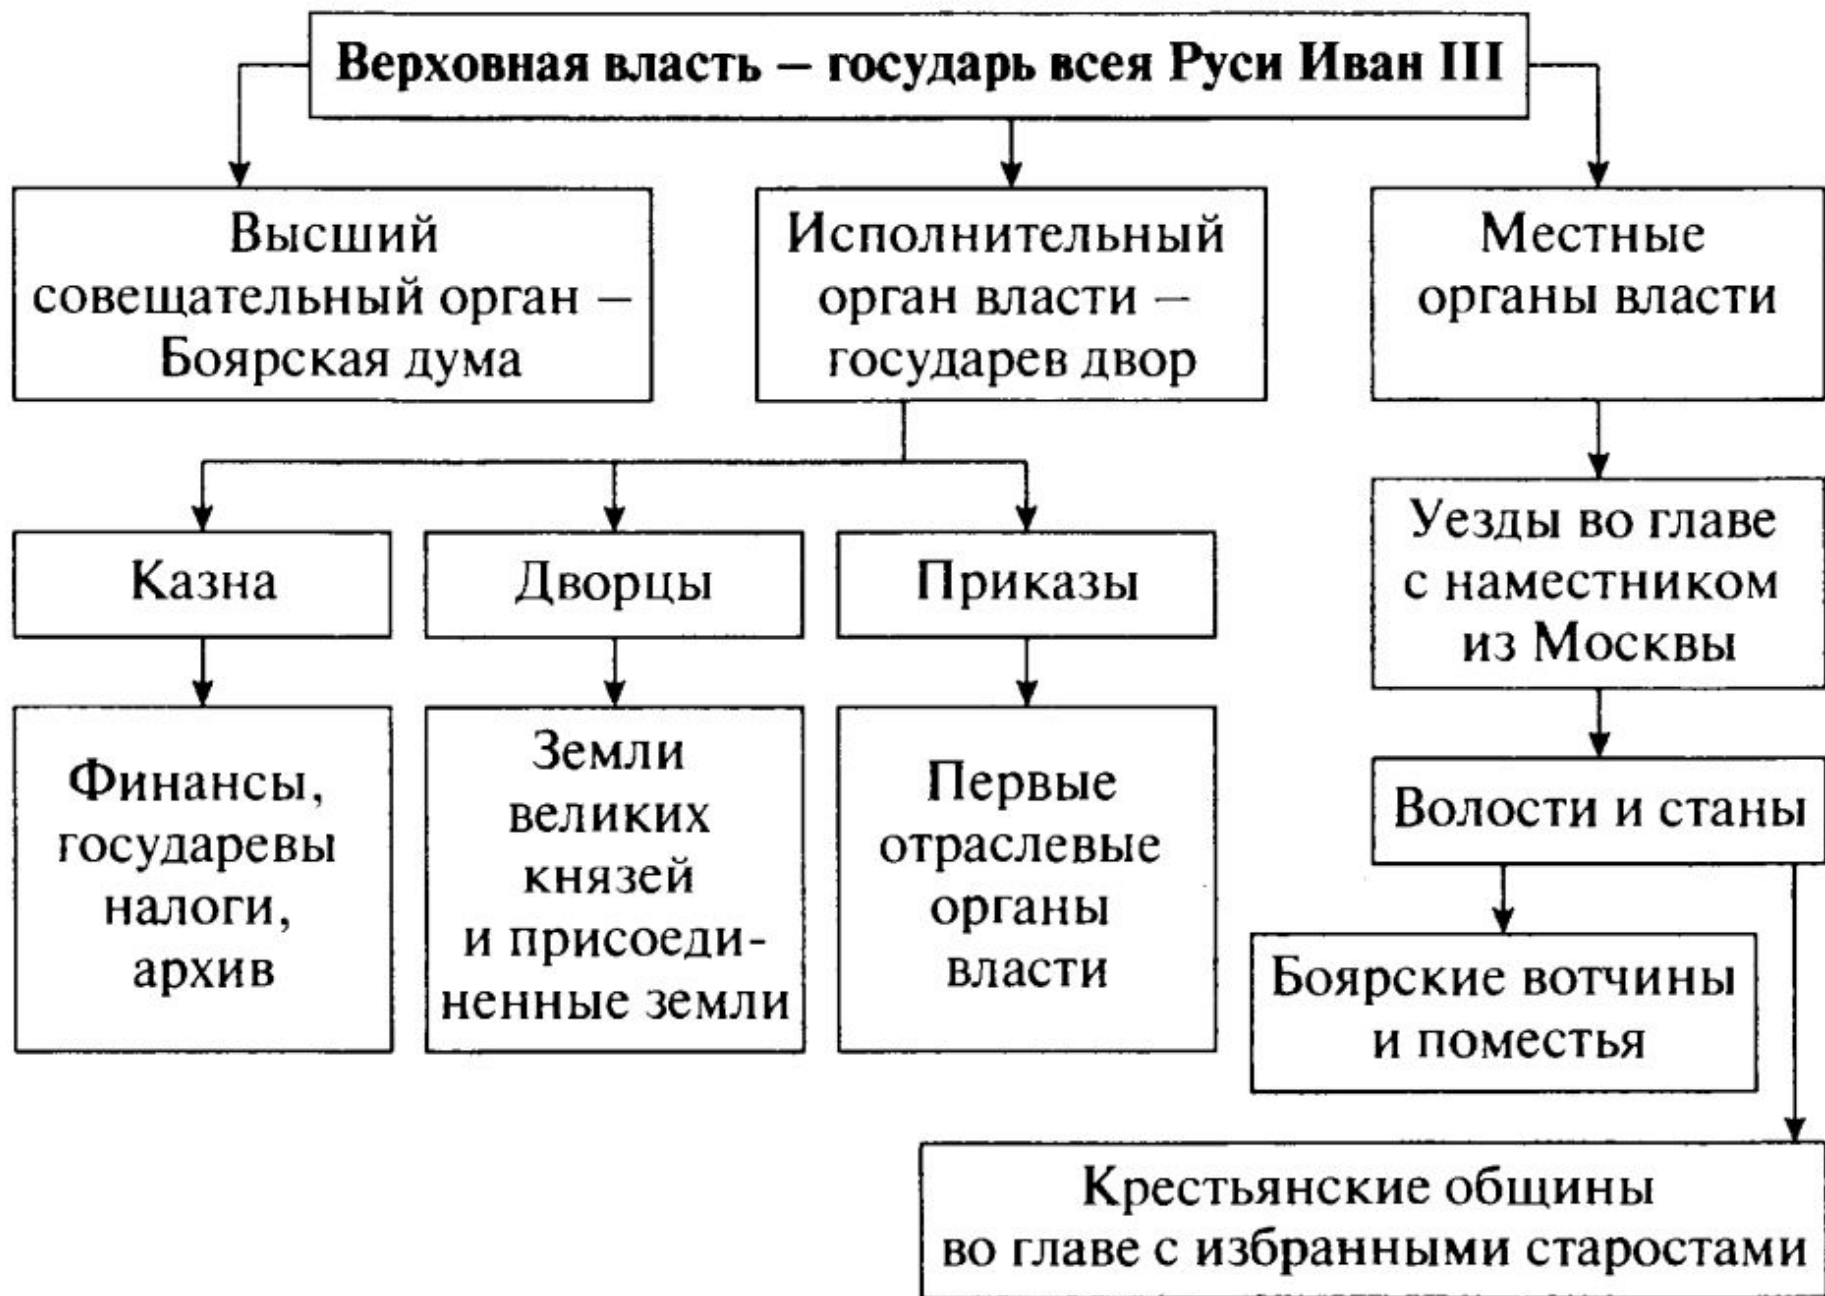 Верховная власть – государь всея Руси Иван III
Высший
совещательный орган –
Боярская дума
Исполнительный
орган власти –
государев двор
Местные
органы власти
Казна
Дворцы
Приказы
Уезды во главе
с наместником
из Москвы
Финансы,
государевы
налоги,
архив
Земли
великих
князей
и присоеди-
ненные земли
Первые
отраслевые
органы
власти
Волости и станы
Боярские вотчины
и поместья
Крестьянские общины
во главе с избранными старостами